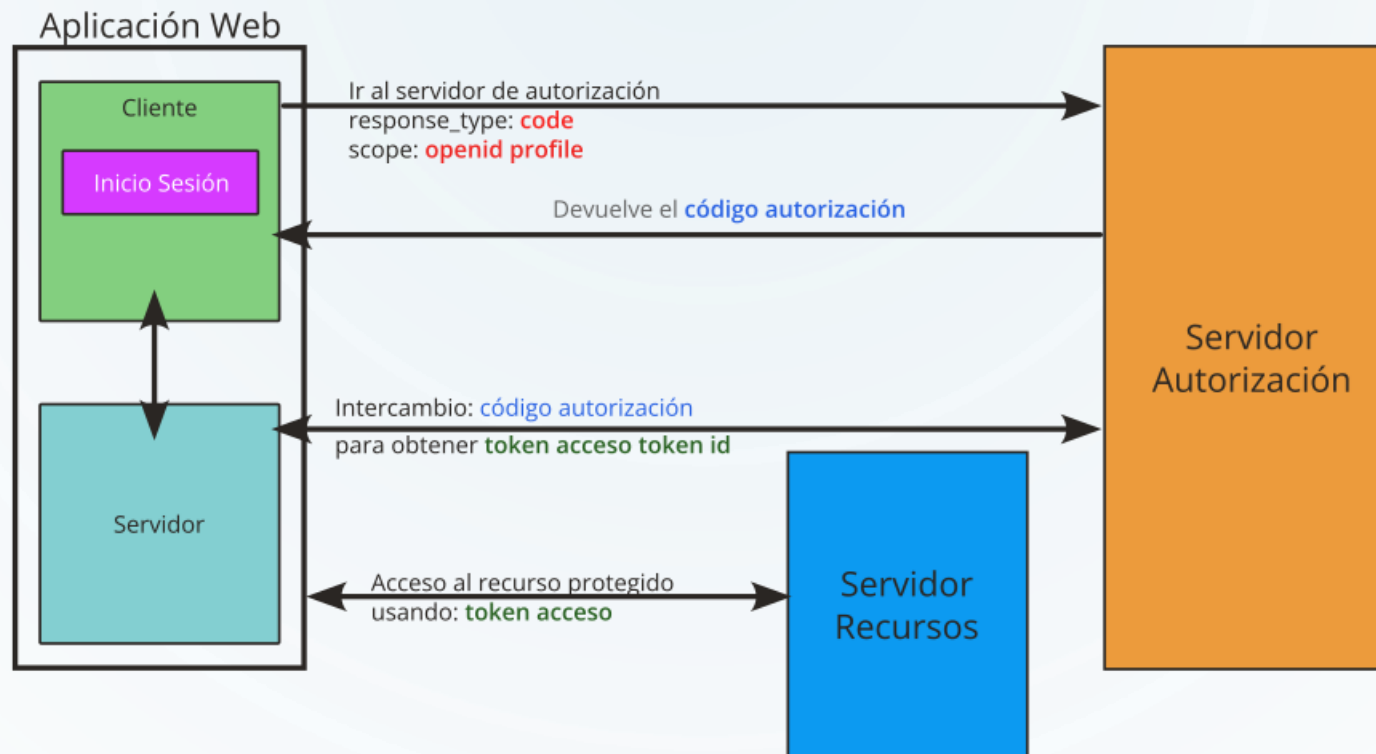 Aplicación Web
Cliente
Inicio Sesión
Ir al servidor de autorización
response_type: code
scope: openid profile
Devuelve el código autorización
Servidor
Autorización
Intercambio: código autorización
para obtener token acceso token id
Servidor
Acceso al recurso protegido
usando: token acceso
Servidor
Recursos